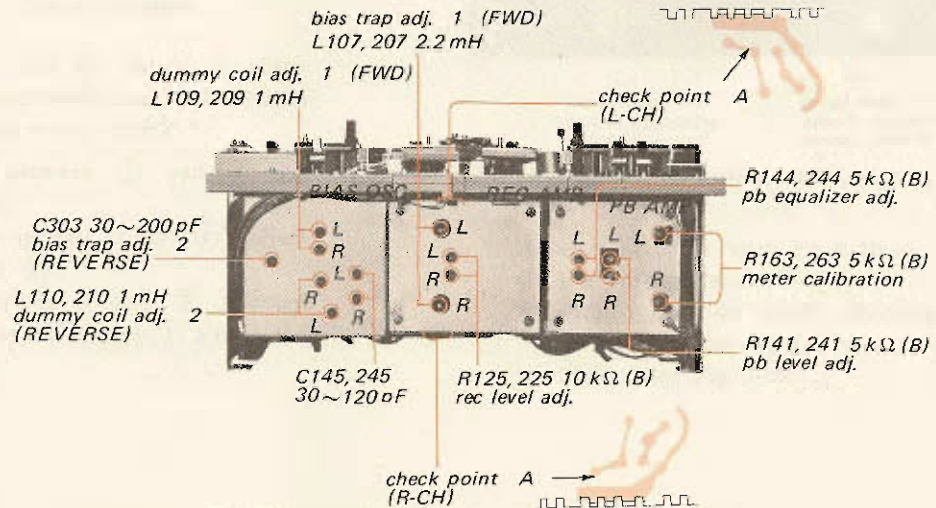 bias trap adj. 1 (FWD)
L107, 207 2.2 mH
dummy coil adj. 1 (FWD)
L109, 209 1 mH
check point A
(L-CH)
BIAS OSC
REC AMP
PB AMP
R144, 244 5 kΩ (B)
pb equalizer adj.
C303 30~200 pF
bias trap adj. 2
(REVERSE)
R163, 263 5 kΩ (B)
meter calibration
L110, 210 1 mH
dummy coil adj. 2
(REVERSE)
R141, 241 5 kΩ (B)
pb level adj.
L
R
L
R
L
R
L
L
R
R
L
L
L
R
R
R
C145, 245
30~120 pF
R125, 225 10 kΩ (B)
rec level adj.
check point A
(R-CH)